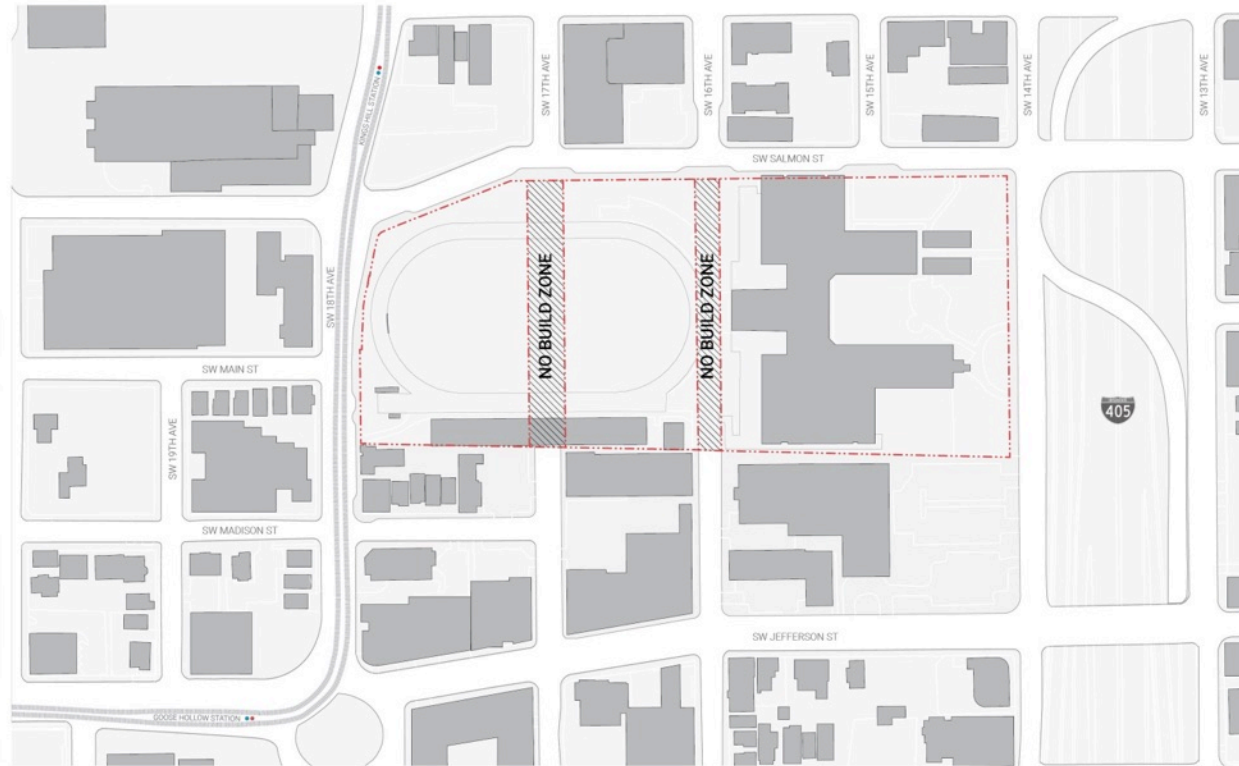 SW 17TH AVE
SW 16TH AVE
SW 15TH AVE
SW 14TH AVE
SW 13TH AVE
KINGS HILL STATION
SW SALMON ST
NO BUILD ZONE
NO BUILD ZONE
SW 18TH AVE
SW MAIN ST
405
SW 19TH AVE
SW MADISON ST
SW JEFFERSON ST
GOOSE HOLLOW STATION